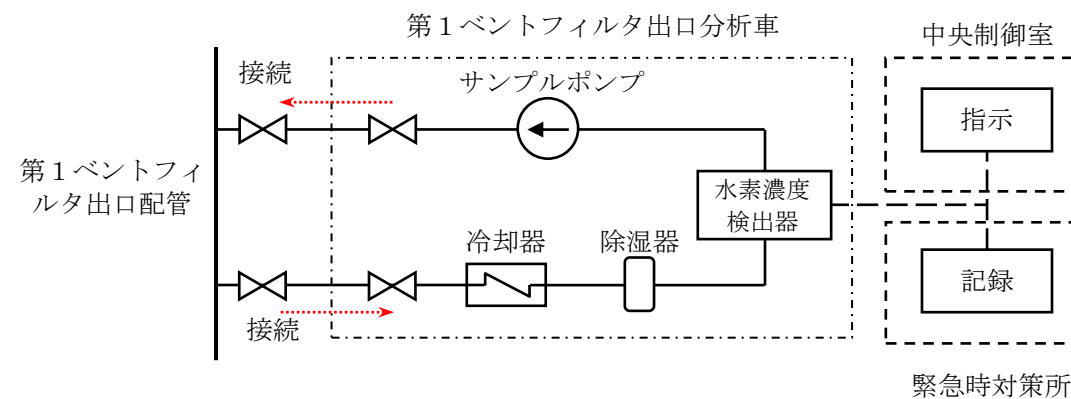 第１ベントフィルタ出口分析車
中央制御室
接続
サンプルポンプ
指示
第１ベントフィ
ルタ出口配管
水素濃度
検出器
冷却器
除湿器
記録
接続
緊急時対策所